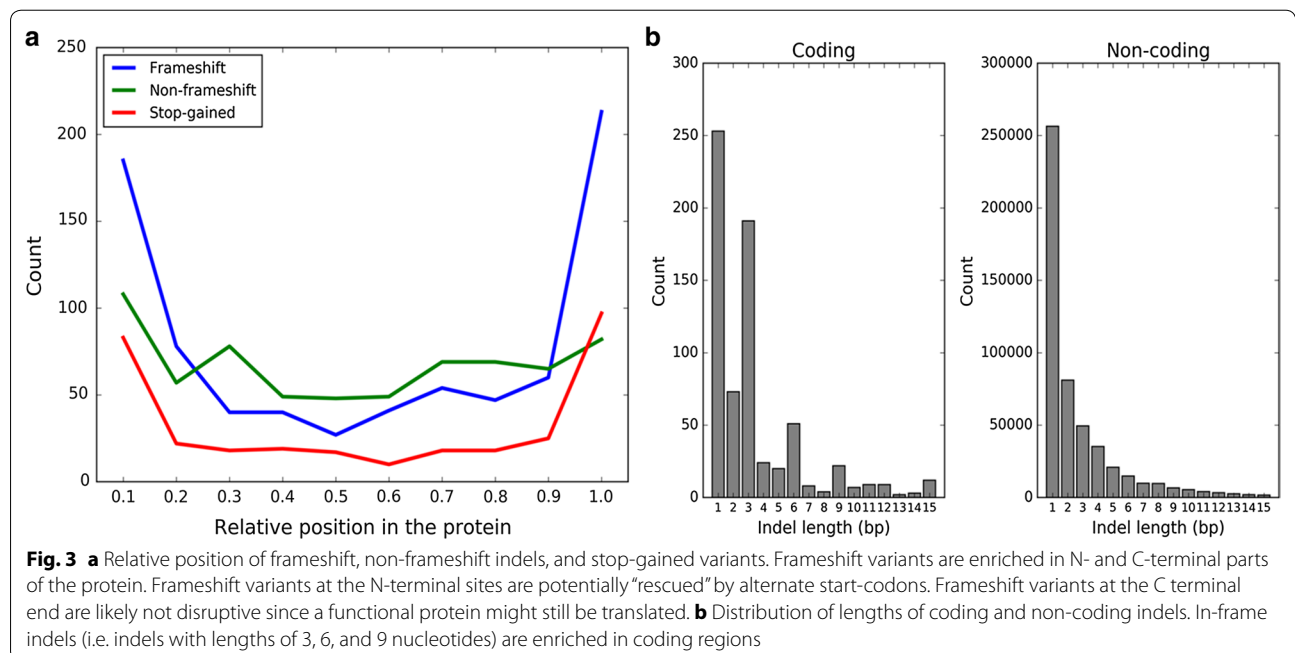 a
250
200
150
100
50
0
Count
Frameshift
Non-frameshift
Stop-gained
0.1 0.2 0.3 0.4 0.5 0.6 0.7 0.8 0.9 1.0
Relative position in the protein
b
Coding
300
250
200
150
100
50
0
Count
1 2 3 4 5 6 7 8 9 10 11 12 13 14 15
Indel length (bp)
Non-coding
300000
250000
200000
150000
100000
50000
0
Count
1 2 3 4 5 6 7 8 9 10 11 12 13 14 15
Indel length (bp)
Fig. 3 a Relative position of frameshift, non-frameshift indels, and stop-gained variants. Frameshift variants are enriched in N- and C-terminal parts
of the protein. Frameshift variants at the N-terminal sites are potentially “rescued” by alternate start-codons. Frameshift variants at the C terminal
end are likely not disruptive since a functional protein might still be translated. b Distribution of lengths of coding and non-coding indels. In-frame
indels (i.e. indels with lengths of 3, 6, and 9 nucleotides) are enriched in coding regions